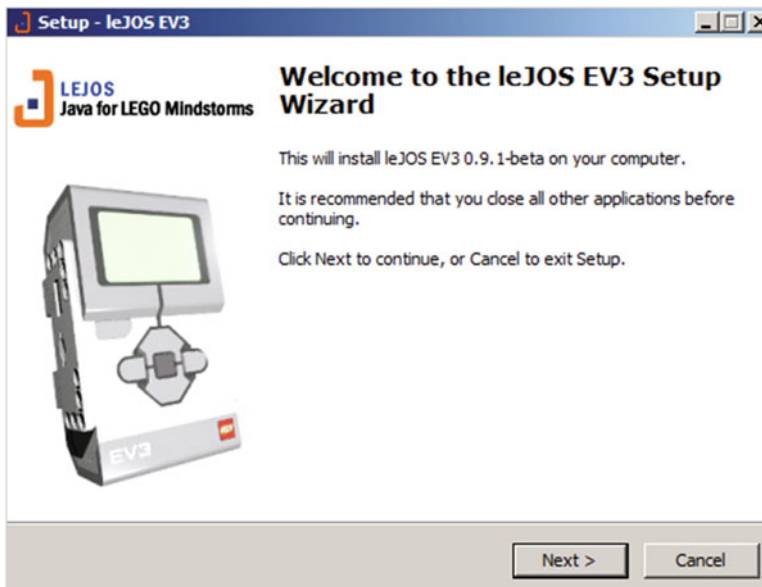 Setup - leJOS EV3
LEJOS
Java for LEGO Mindstorms
Welcome to the leJOS EV3 Setup
Wizard
This will install leJOS EV3 0.9.1-beta on your computer.
It is recommended that you close all other applications before
continuing.
Click Next to continue, or Cancel to exit Setup.
EV3
Next >
Cancel